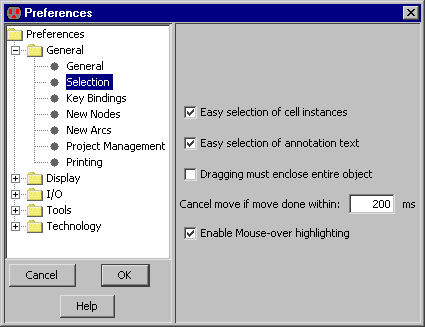 Preferences
Preferences
General
General
Selection
Key Bindings
New Nodes
New Arcs
Project Management
Printing
Display
I/O
Tools
Technology
Cancel
OK
Help
Easy selection of cell instances
Easy selection of annotation text
Dragging must enclose entire object
Cancel move if move done within: 200 ms
Enable Mouse-over highlighting